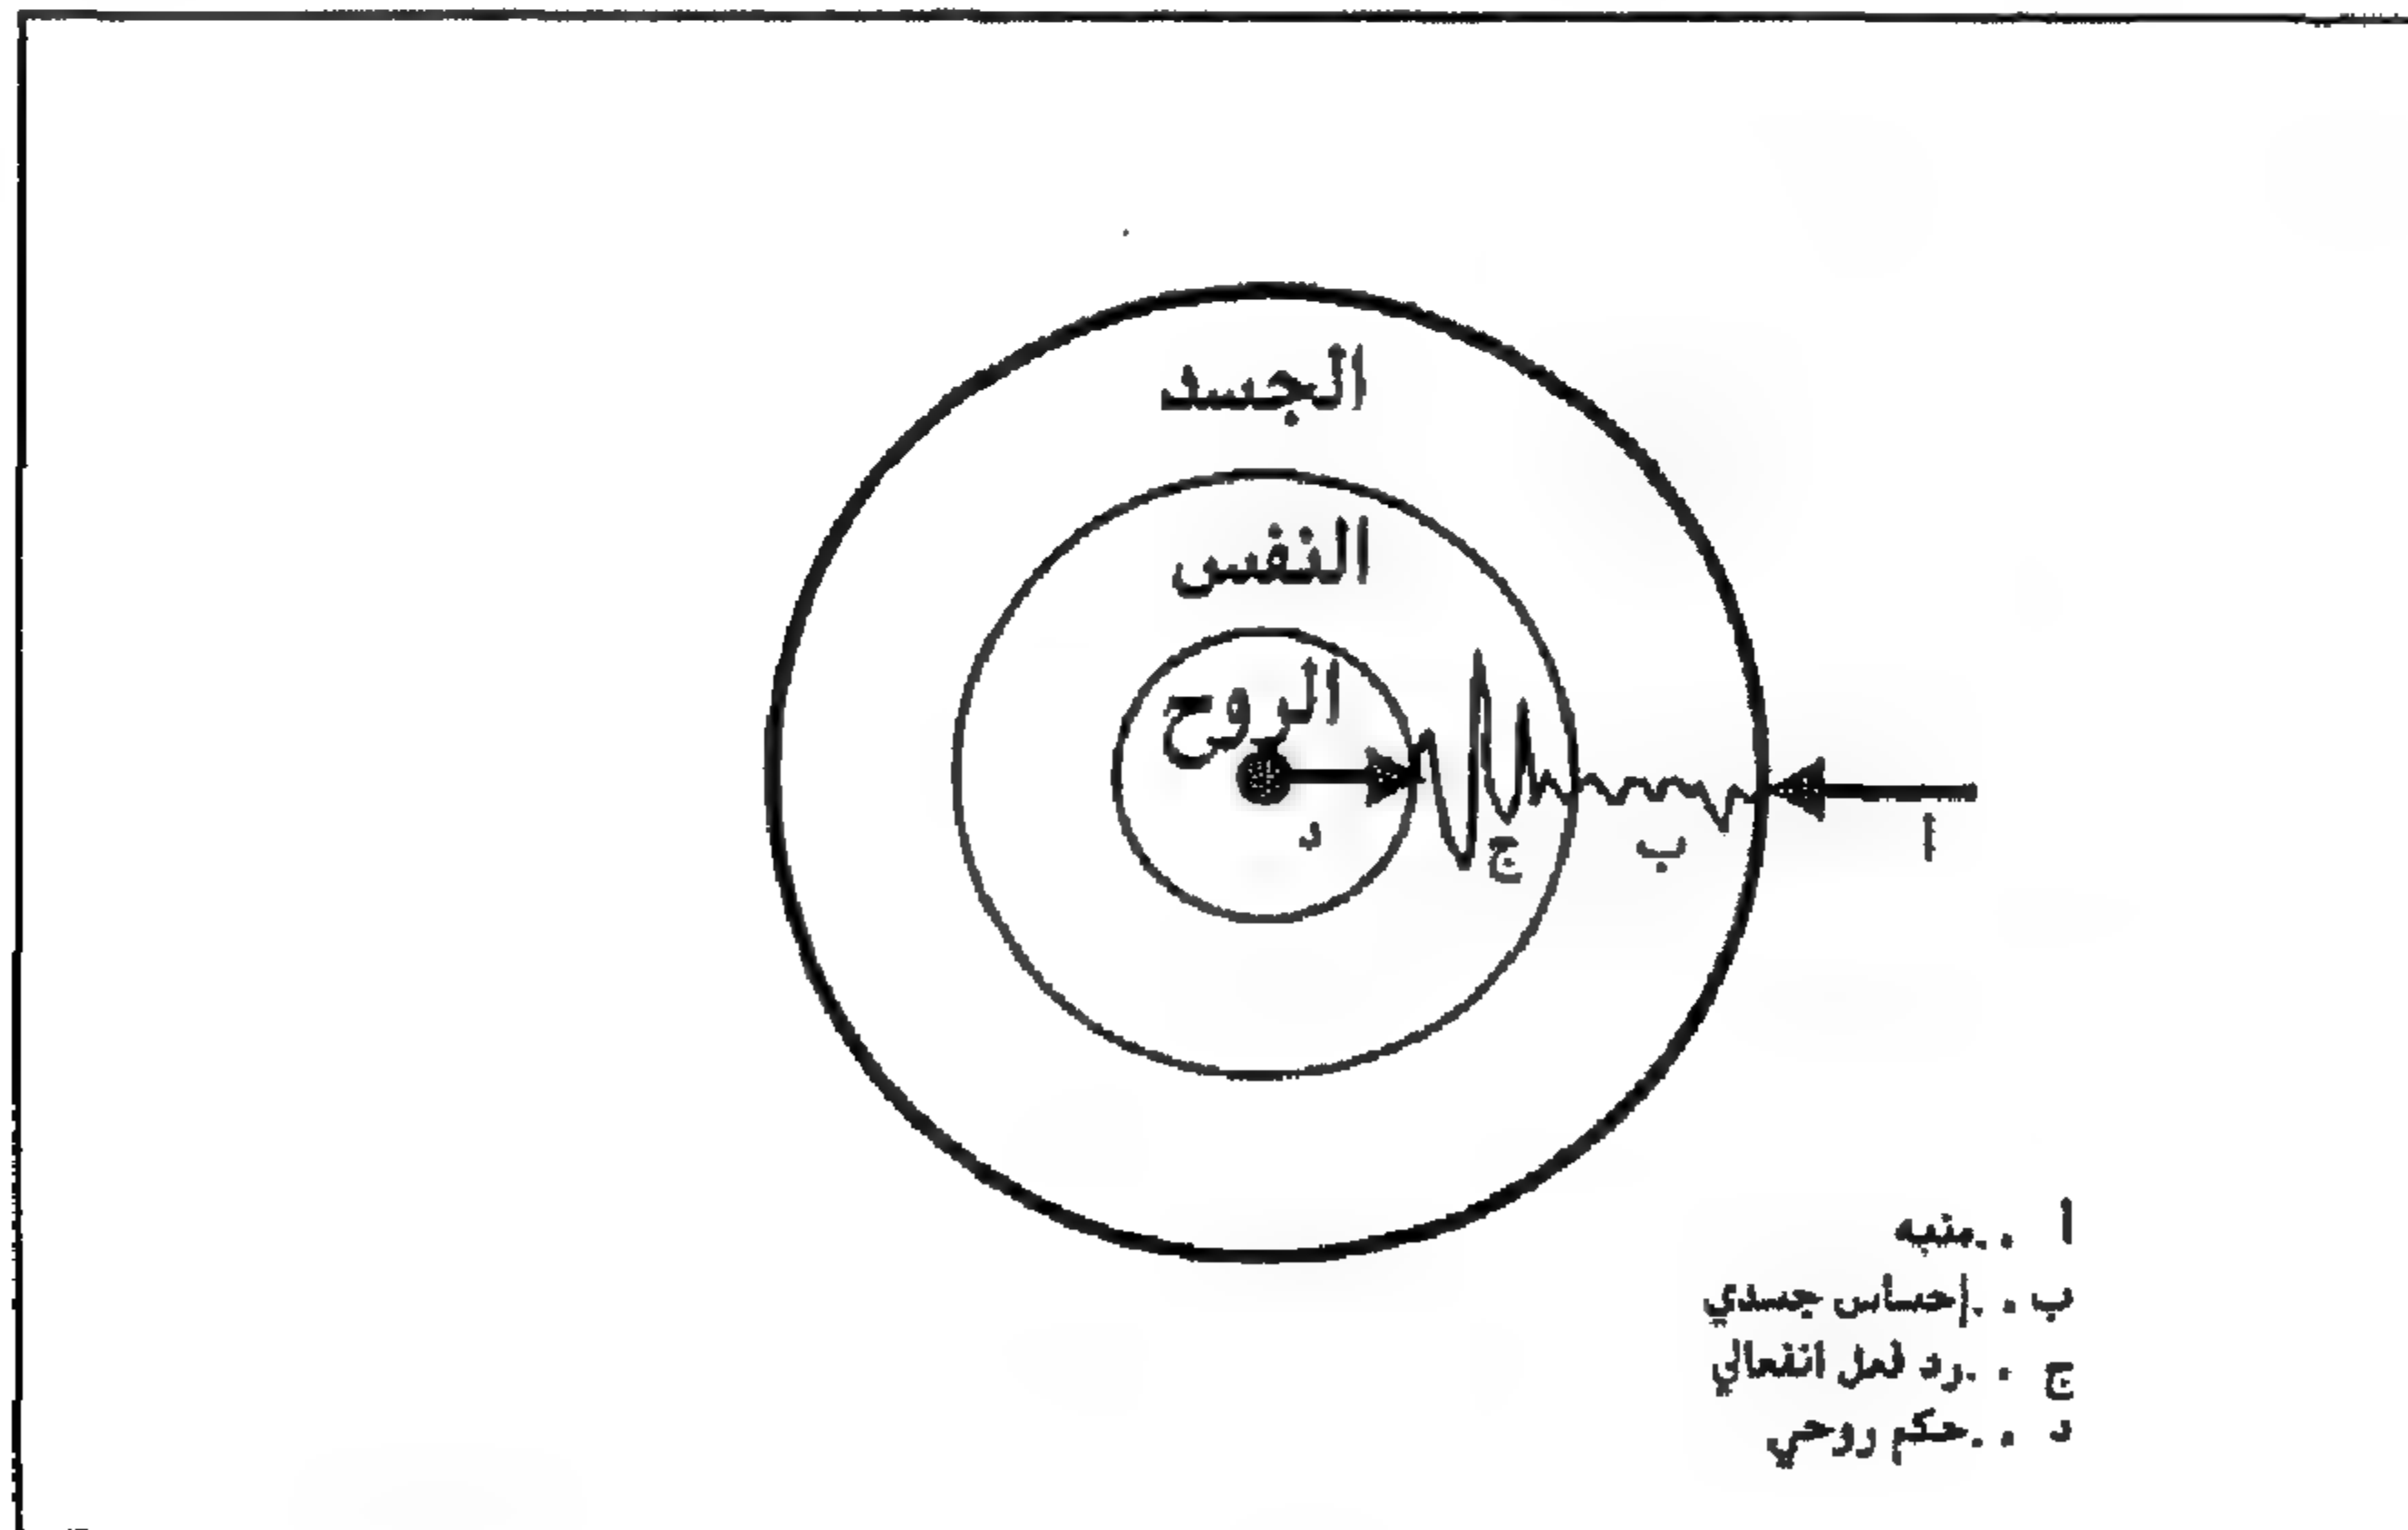 الجسد
النفس
الروح
د
ج
ب
أ
ا . .منبه
ب . .إحساس جسدي
ج . .رد فعل انفعالي
د . .حكم روحي